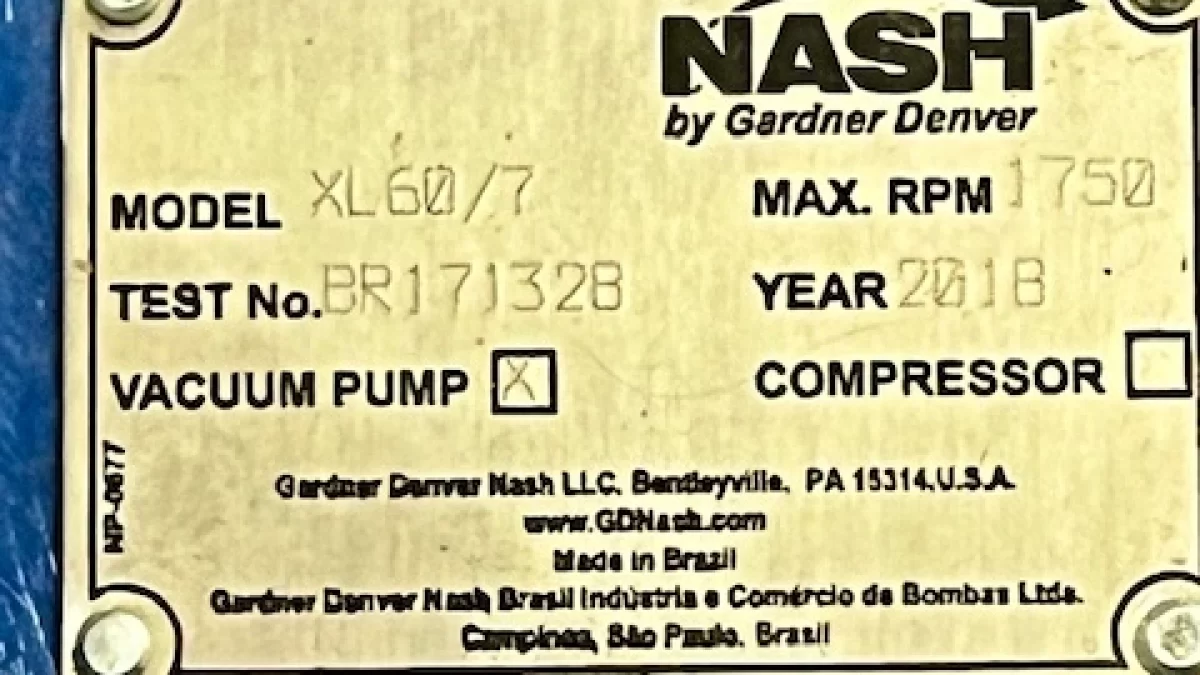 NASH
by Gardner Denver
MODEL XL60/7 MAX. RPM 1750
TEST No. BR171328 YEAR 2018
VACUUM PUMP X COMPRESSOR
NP-0677
Gardner Denver Nash LLC. Bentleyville, PA 15314, U.S.A.
www.GDNash.com
Made in Brazil
Gardner Denver Nash Brasil Indústria e Comércio de Bombas Ltda.
Campinas, São Paulo. Brasil